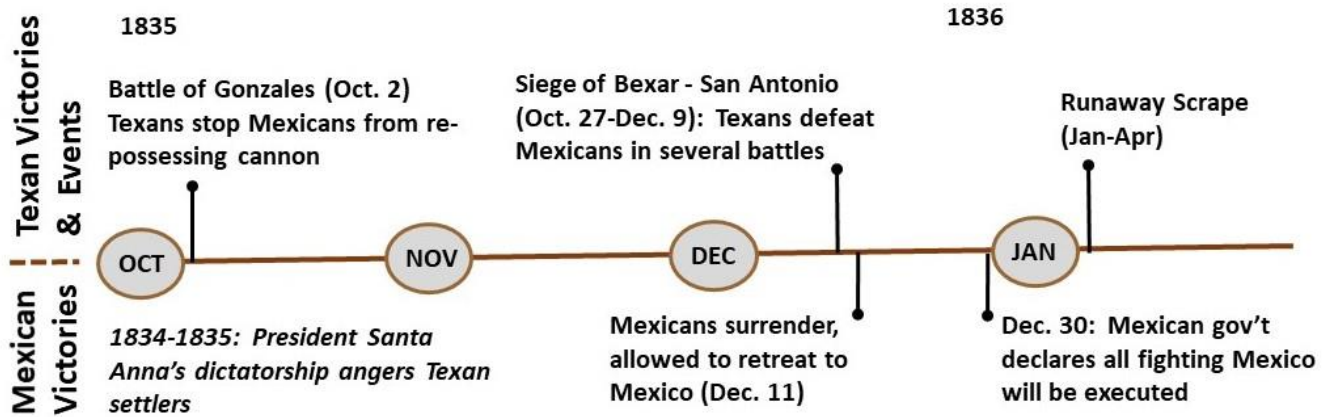 Texan Victories
& Events
Mexican
Victories
1835
1836
Battle of Gonzales (Oct. 2)
Texans stop Mexicans from re-
possessing cannon
Siege of Bexar - San Antonio
(Oct. 27-Dec. 9): Texans defeat
Mexicans in several battles
Runaway Scrape
(Jan-Apr)
OCT
NOV
DEC
JAN
1834-1835: President Santa
Anna's dictatorship angers Texan
settlers
Mexicans surrender,
allowed to retreat to
Mexico (Dec. 11)
Dec. 30: Mexican gov't
declares all fighting Mexico
will be executed